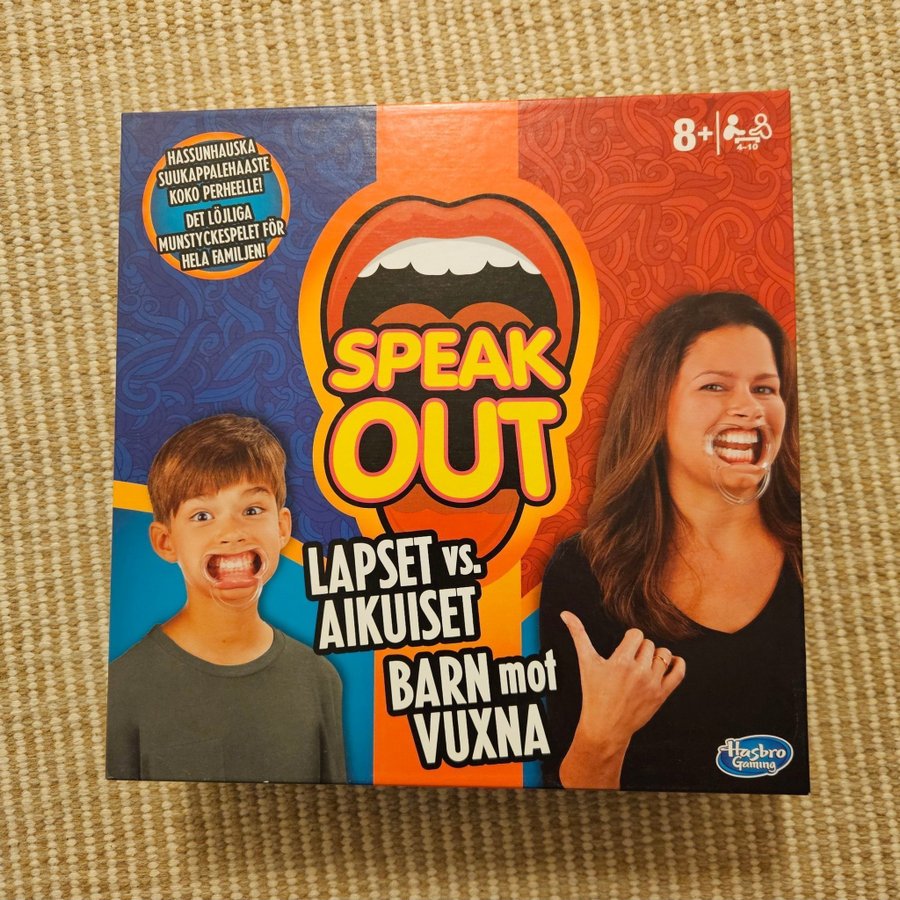 HASSUNHAUSKA
SUUKAPPALEHAASTE
KOKO PERHEELLE!
DET LÖJLIGA
MUNSTYCKESPELET FÖR
HELA FAMILJEN!
8+
4-10
SPEAK
OUT
LAPSET vs.
AIKUISET
BARN mot
VUXNA
Hasbro
Gaming